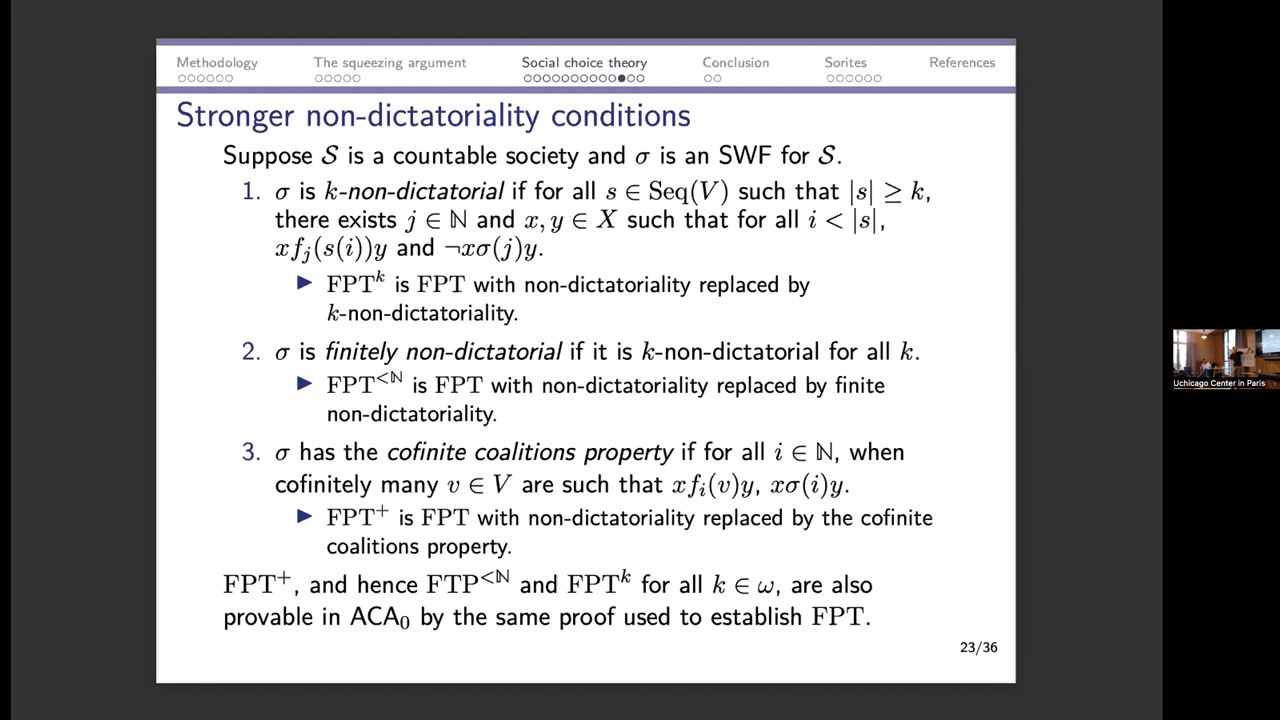 Methodology The squeezing argument Social choice theory Conclusion Sorites References
Stronger non-dictatoriality conditions
Suppose 𝒮 is a countable society and σ is an SWF for 𝒮.
1. σ is k-non-dictatorial if for all s ∈ Seq(V) such that |s| ≥ k,
there exists j ∈ ℕ and x, y ∈ X such that for all i < |s|,
xf_j(s(i))y and ¬xσ(j)y.
▶ FPT^k is FPT with non-dictatoriality replaced by
k-non-dictatoriality.
2. σ is finitely non-dictatorial if it is k-non-dictatorial for all k.
▶ FPT^{<ℕ} is FPT with non-dictatoriality replaced by finite
non-dictatoriality.
3. σ has the cofinite coalitions property if for all i ∈ ℕ, when
cofinitely many v ∈ V are such that xf_i(v)y, xσ(i)y.
▶ FPT⁺ is FPT with non-dictatoriality replaced by the cofinite
coalitions property.
FPT⁺, and hence FTP^{<ℕ} and FPT^k for all k ∈ ω, are also
provable in ACA₀ by the same proof used to establish FPT.
23/36
Uchicago Center in Paris